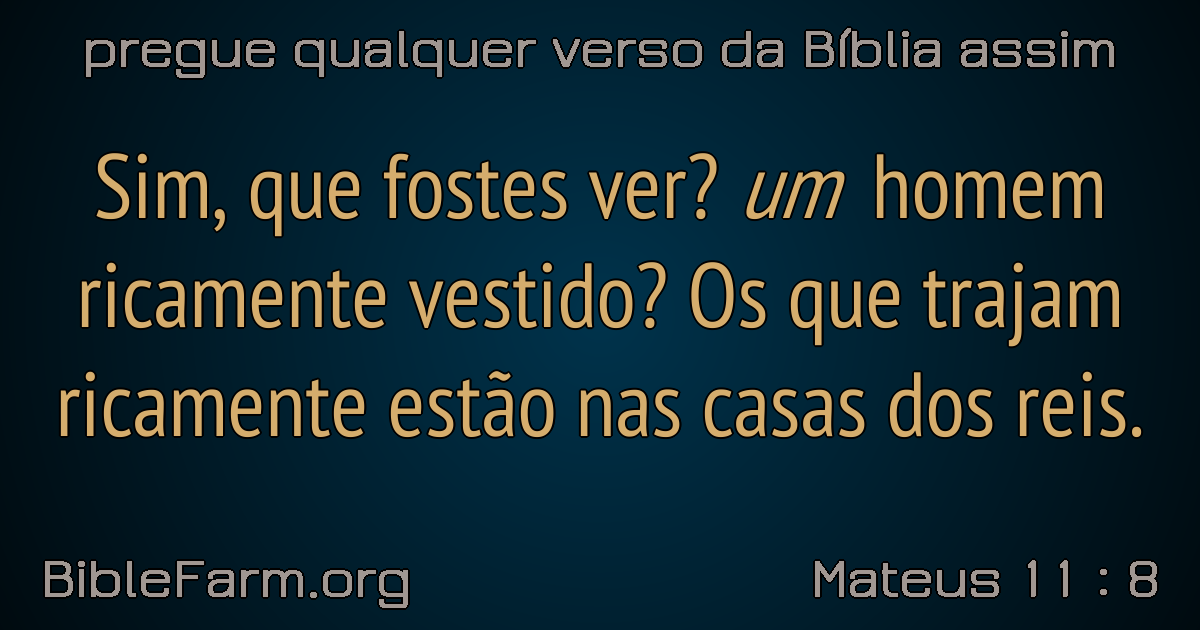 pregue qualquer verso da Bíblia assim
Sim, que fostes ver? um homem
ricamente vestido? Os que trajam
ricamente estão nas casas dos reis.
BibleFarm.org
Mateus 11 : 8